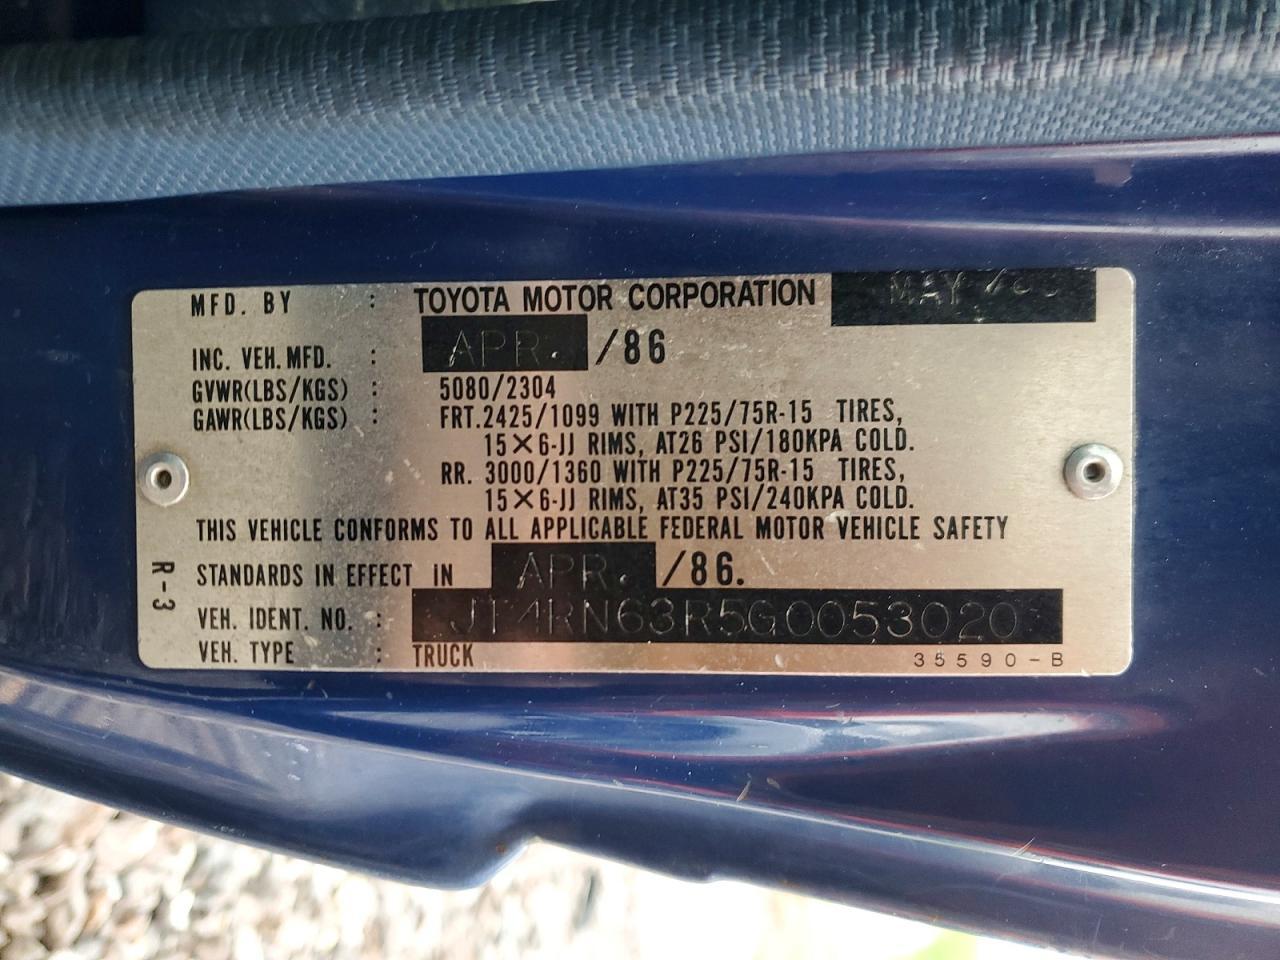 MFD. BY : TOYOTA MOTOR CORPORATION MAY
INC. VEH. MFD. : APR. /86
GVWR(LBS/KGS) : 5080/2304
GAWR(LBS/KGS) : FRT.2425/1099 WITH P225/75R-15 TIRES,
15×6-JJ RIMS, AT26 PSI/180KPA COLD.
RR. 3000/1360 WITH P225/75R-15 TIRES,
15×6-JJ RIMS, AT35 PSI/240KPA COLD.
THIS VEHICLE CONFORMS TO ALL APPLICABLE FEDERAL MOTOR VEHICLE SAFETY
STANDARDS IN EFFECT IN APR. /86.
VEH. IDENT. NO. : JT4RN63R5G0053020
VEH. TYPE : TRUCK
35590-B
R-3